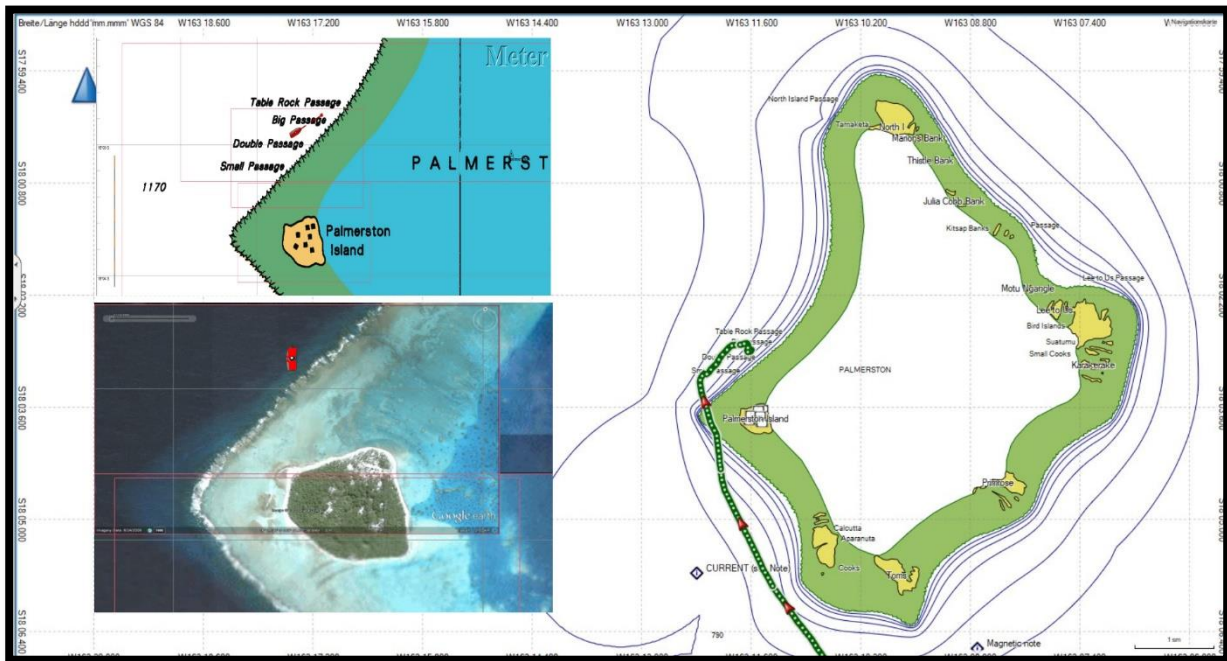 Breite/Länge hddd°mm.mmm' WGS 84
W163 18.600
W163 17.200
W163 15.800
W163 14.400
W163 13.000
W163 11.600
W163 10.200
W163 08.800
W163 07.400
S17 59.400
S18 00.800
S18 02.200
S18 03.600
S18 05.000
S18 06.400
Meter
Table Rock Passage
Big Passage
Double Passage
Small Passage
PALMERST
1170
Palmerston
Island
Google earth
North Island Passage
Tamaketa
North I
Marions Bank
Thistle Bank
Julia Cobb Bank
Kitsap Banks
Passage
Lee to Us Passage
Motu Ngangie
Lee to Us
Bird Islands
Suatumu
Small Cooks
Karakerake
Table Rock Passage
PALMERSTON
Palmerston Island
Primrose
Calcutta
Aparanuta
Cooks
Toms
CURRENT (s Note)
790
Magnetic note
1 sm